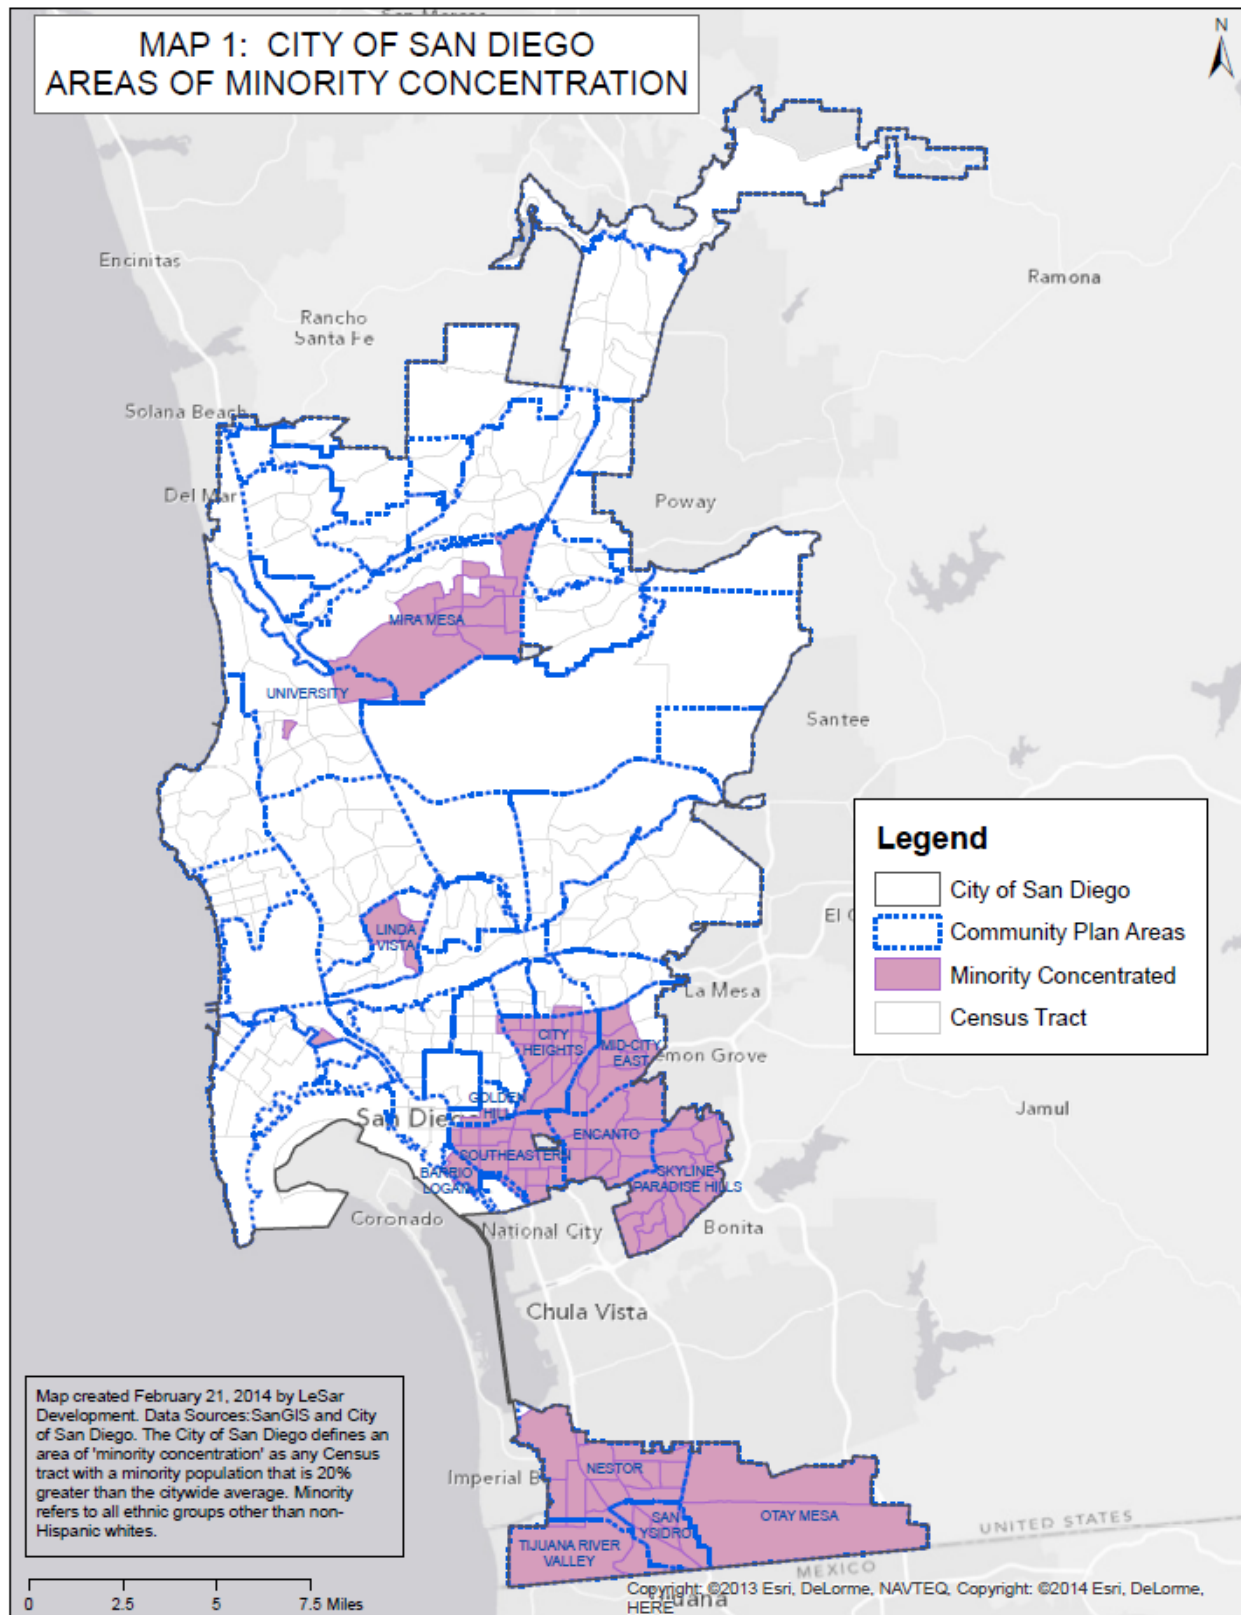 MAP 1: CITY OF SAN DIEGO
AREAS OF MINORITY CONCENTRATION
N
Encinitas
Ramona
Rancho
Santa Fe
Solana Beach
Del Mar
Poway
MIRA MESA
UNIVERSITY
Santee
Legend
City of San Diego
Community Plan Areas
Minority Concentrated
Census Tract
LINDA
VISTA
La Mesa
CITY
HEIGHTS
MID-CITY
EAST
emon Grove
GOLDEN
HILL
San Diego
Jamul
ENCANTO
SOUTHEASTERN
BARRIO
LOGAN
SKYLINE-
PARADISE HILLS
Coronado
National City
Bonita
Chula Vista
Map created February 21, 2014 by LeSar
Development. Data Sources:SanGIS and City
of San Diego. The City of San Diego defines an
area of 'minority concentration' as any Census
tract with a minority population that is 20%
greater than the citywide average. Minority
refers to all ethnic groups other than non-
Hispanic whites.
Imperial B
NESTOR
SAN
YSIDRO
OTAY MESA
TIJUANA RIVER
VALLEY
UNITED STATES
MEXICO
Copyright: ©2013 Esri, DeLorme, NAVTEQ, Copyright: ©2014 Esri, DeLorme,
HERE
0 2.5 5 7.5 Miles